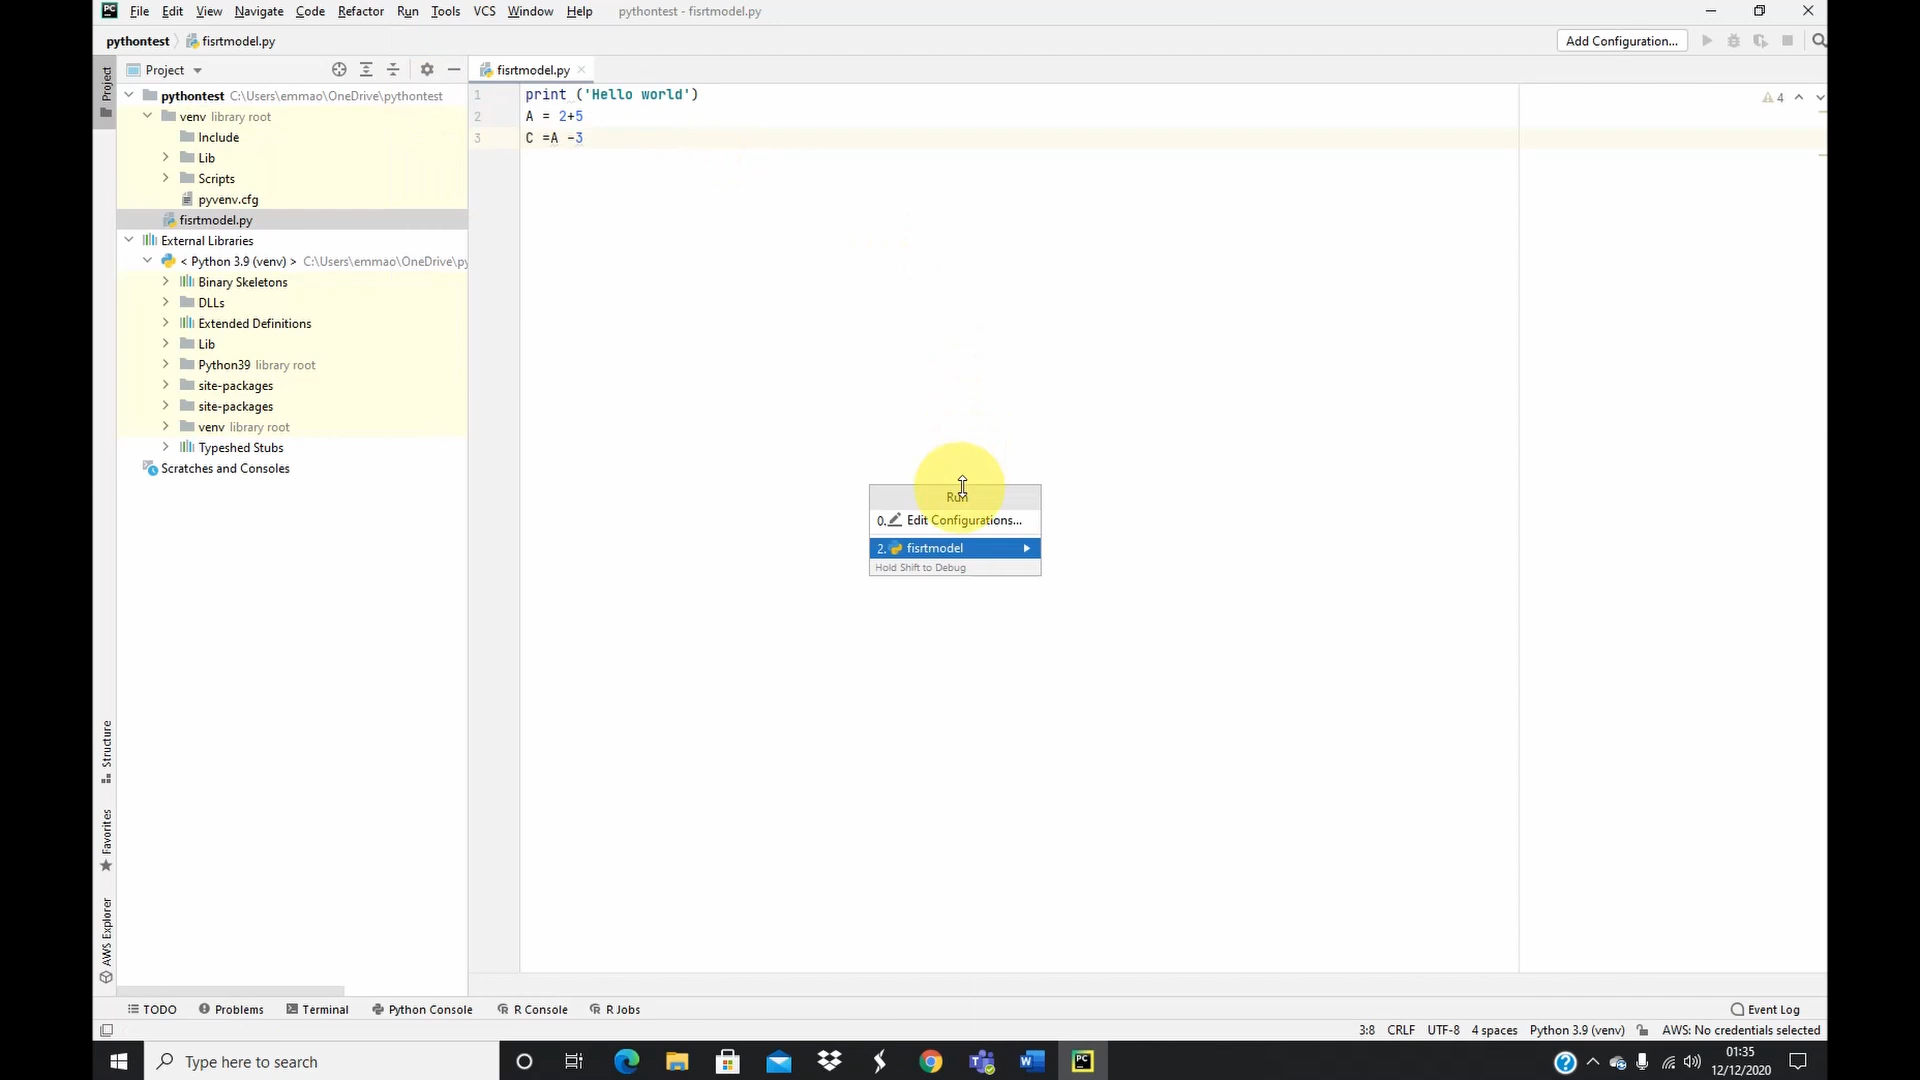 PC File Edit View Navigate Code Refactor Run Tools VCS Window Help pythontest - fisrtmodel.py
pythontest fisrtmodel.py Add Configuration...
Project
Project
fisrtmodel.py
pythontest C:\Users\emmao\OneDrive\pythontest
venv library root
Include
Lib
Scripts
pyvenv.cfg
fisrtmodel.py
External Libraries
< Python 3.9 (venv) > C:\Users\emmao\OneDrive\py
Binary Skeletons
DLLs
Extended Definitions
Lib
Python39 library root
site-packages
site-packages
venv library root
Typeshed Stubs
Scratches and Consoles
1 print ('Hello world')
2 A = 2+5
3 C =A -3
4
Run
0. Edit Configurations...
2. fisrtmodel
Hold Shift to Debug
Structure
Favorites
AWS Explorer
TODO Problems Terminal Python Console R Console R Jobs Event Log
3:8 CRLF UTF-8 4 spaces Python 3.9 (venv) AWS: No credentials selected
Type here to search
PC
01:35
12/12/2020